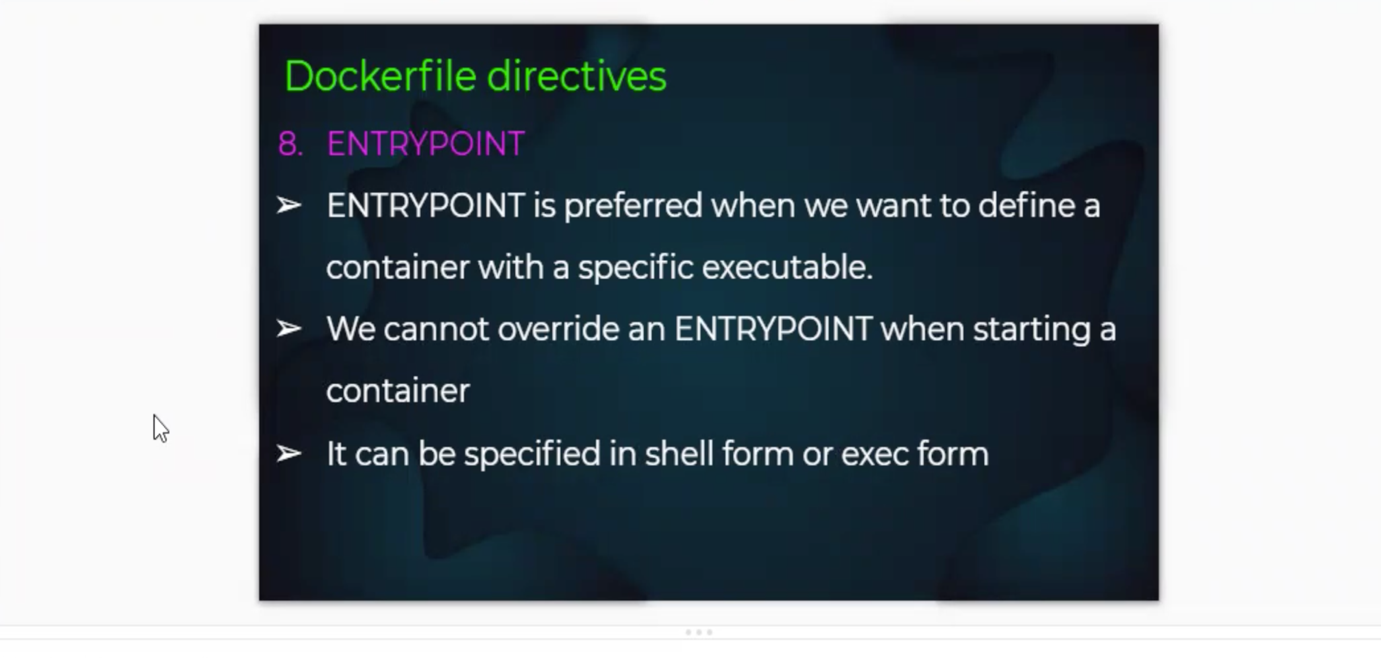 Dockerfile directives
8. ENTRYPOINT
➢ ENTRYPOINT is preferred when we want to define a
container with a specific executable.
➢ We cannot override an ENTRYPOINT when starting a
container
➢ It can be specified in shell form or exec form